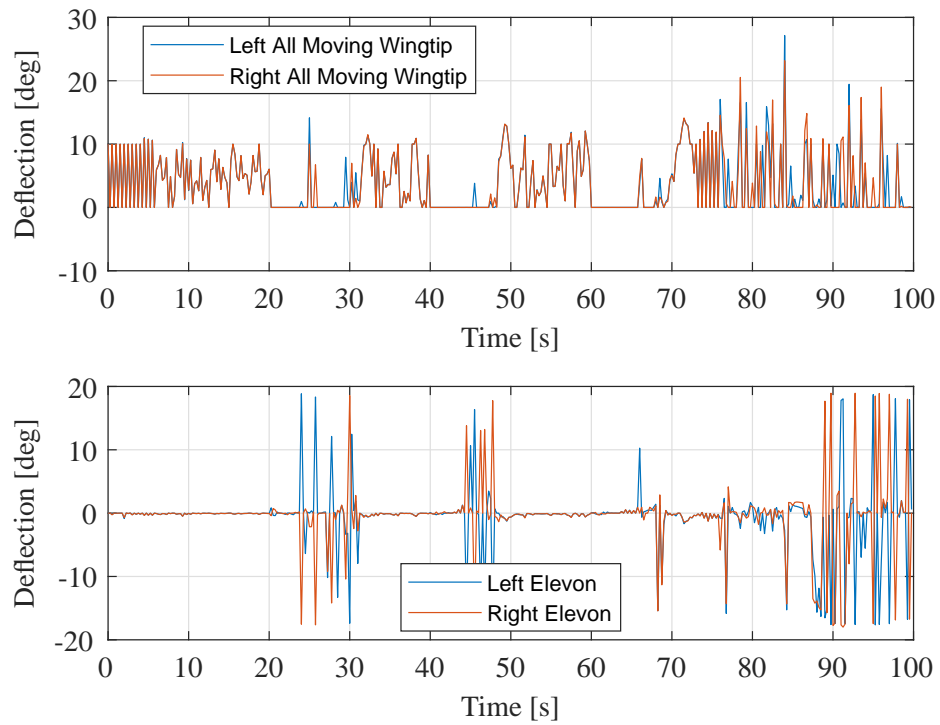 30
20
10
0
-10
Deflection [deg]
Left All Moving Wingtip
Right All Moving Wingtip
0 10 20 30 40 50 60 70 80 90 100
Time [s]
20
10
0
-10
-20
Deflection [deg]
Left Elevon
Right Elevon
0 10 20 30 40 50 60 70 80 90 100
Time [s]